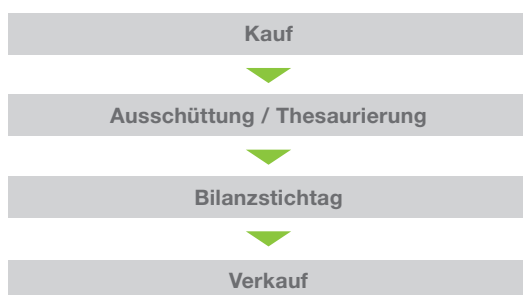 Kauf
Ausschüttung / Thesaurierung
Bilanzstichtag
Verkauf